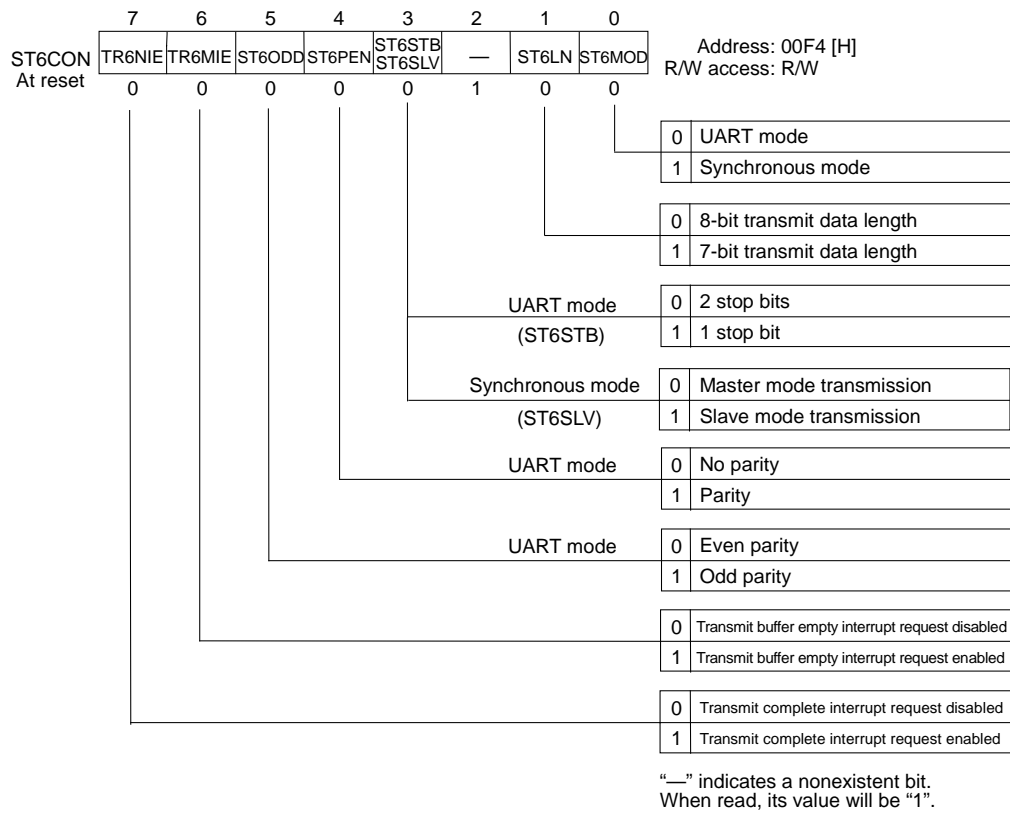 7 6 5 4 3 2 1 0
ST6CON TR6NIE TR6MIE ST6ODD ST6PEN ST6STB ST6SLV — ST6LN ST6MOD
At reset 0 0 0 0 0 1 0 0
Address: 00F4 [H]
R/W access: R/W
0 UART mode
1 Synchronous mode
0 8-bit transmit data length
1 7-bit transmit data length
UART mode
(ST6STB)
0 2 stop bits
1 1 stop bit
Synchronous mode
(ST6SLV)
0 Master mode transmission
1 Slave mode transmission
UART mode
0 No parity
1 Parity
UART mode
0 Even parity
1 Odd parity
0 Transmit buffer empty interrupt request disabled
1 Transmit buffer empty interrupt request enabled
0 Transmit complete interrupt request disabled
1 Transmit complete interrupt request enabled
“—” indicates a nonexistent bit.
When read, its value will be “1”.